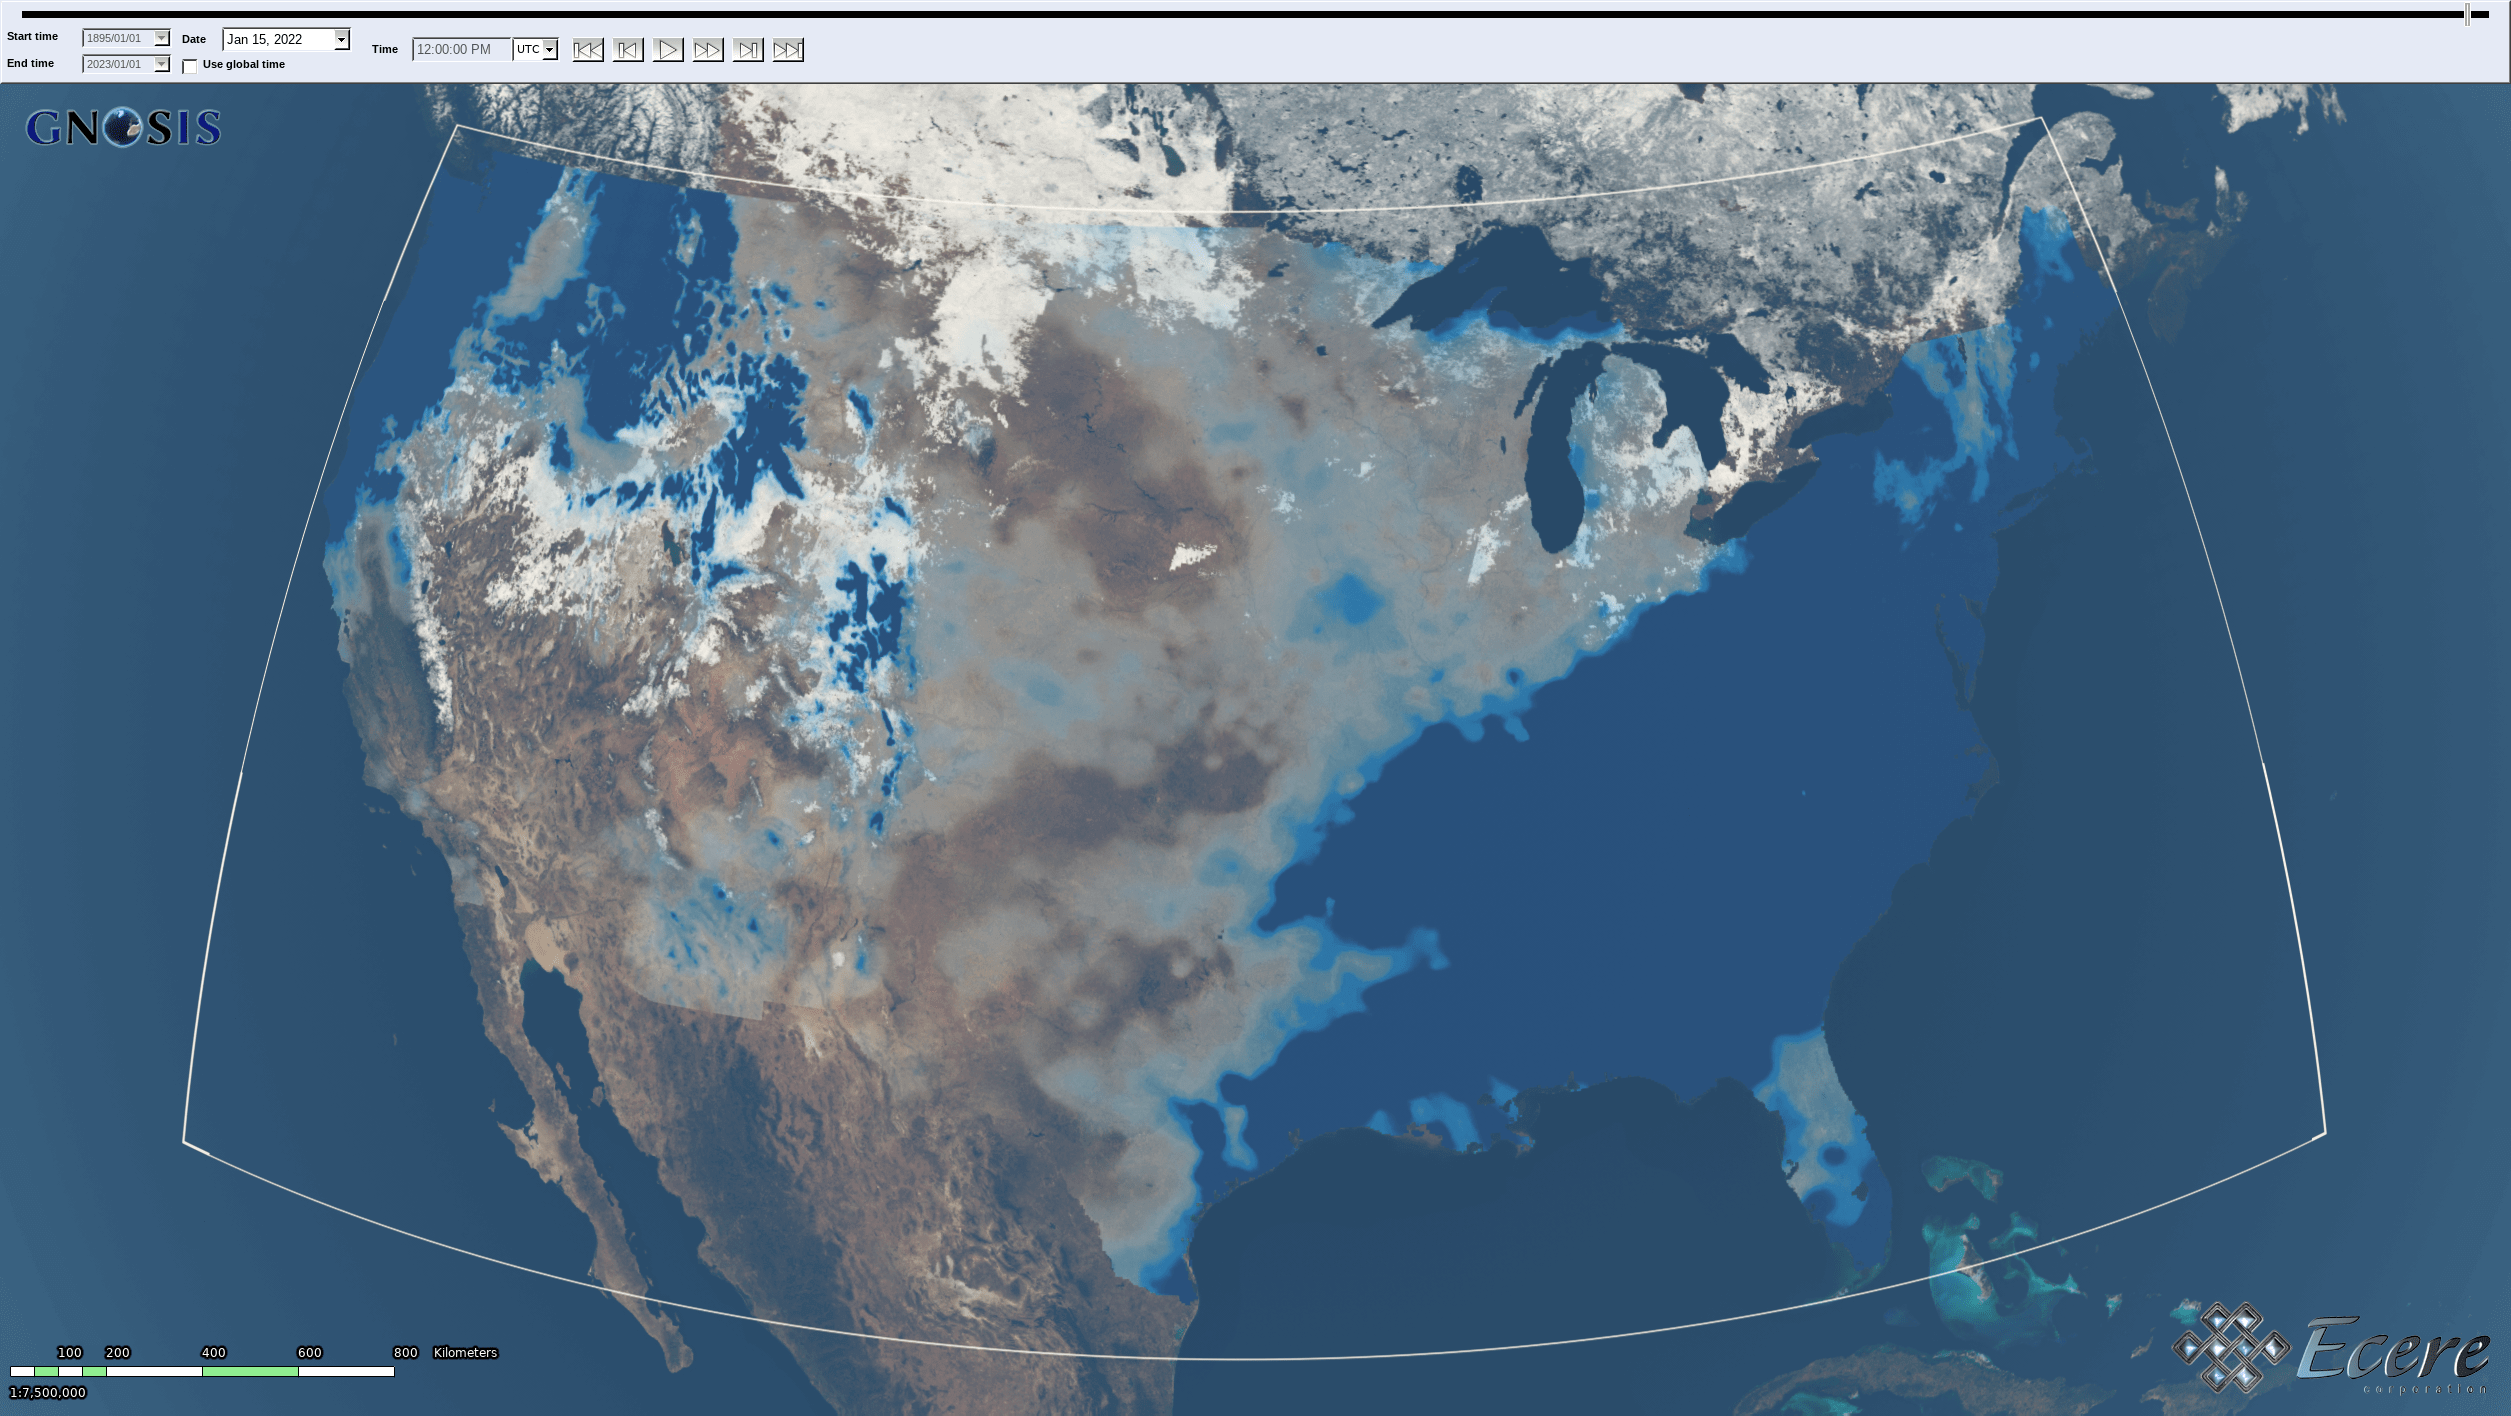 Start time
1895/01/01
Date
Jan 15, 2022
Time
12:00:00 PM
UTC
End time
2023/01/01
Use global time
GNOSIS
100
200
400
600
800
Kilometers
1:7,500,000
Ecere
corporation